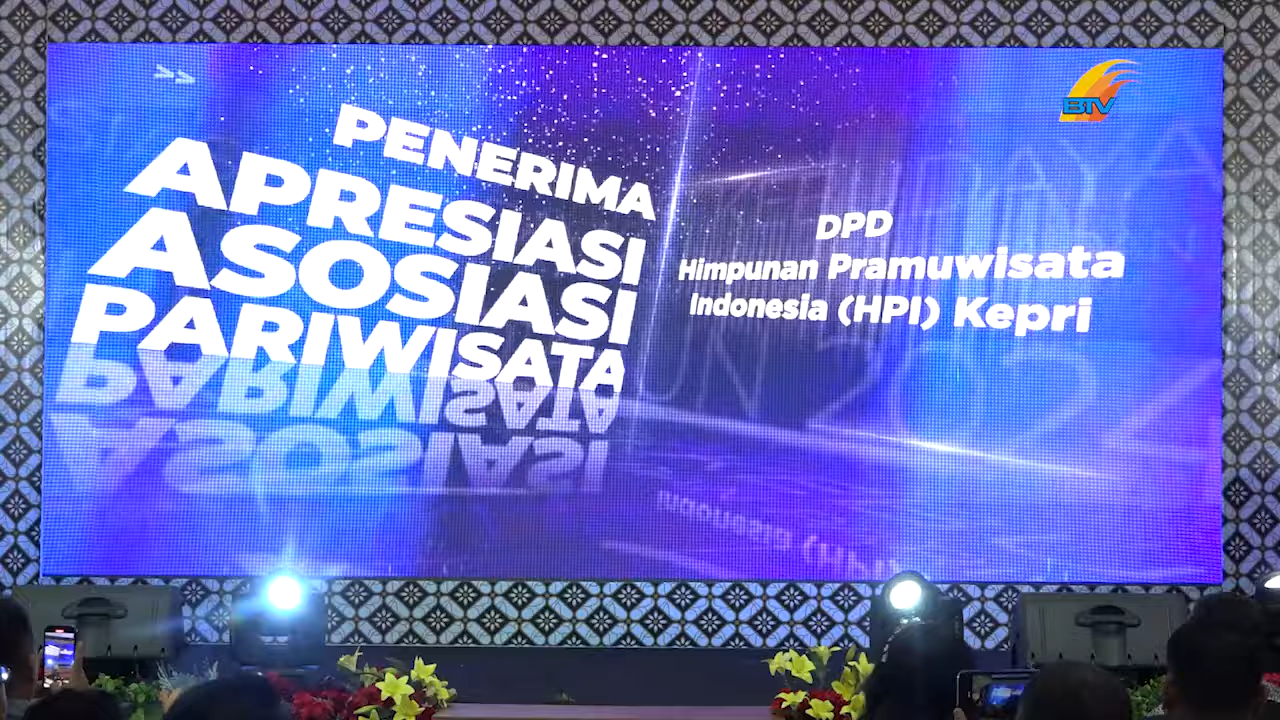 >>
BTV
PENERIMA
APRESIASI
ASOSIASI
PARIWISATA
DPD
Himpunan Pramuwisata
Indonesia (HPI) Kepri